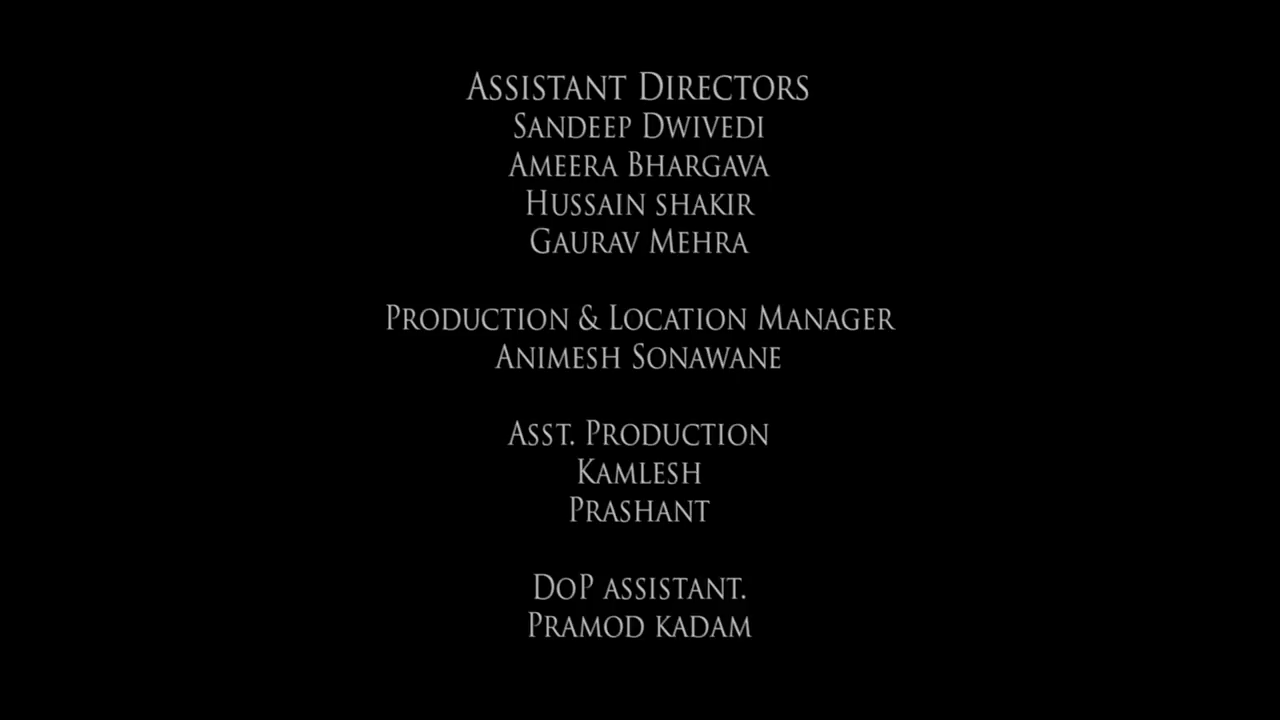 Assistant Directors
Sandeep Dwivedi
Ameera Bhargava
Hussain shakir
Gaurav Mehra
Production & Location Manager
Animesh Sonawane
Asst. Production
Kamlesh
Prashant
DoP assistant.
Pramod kadam